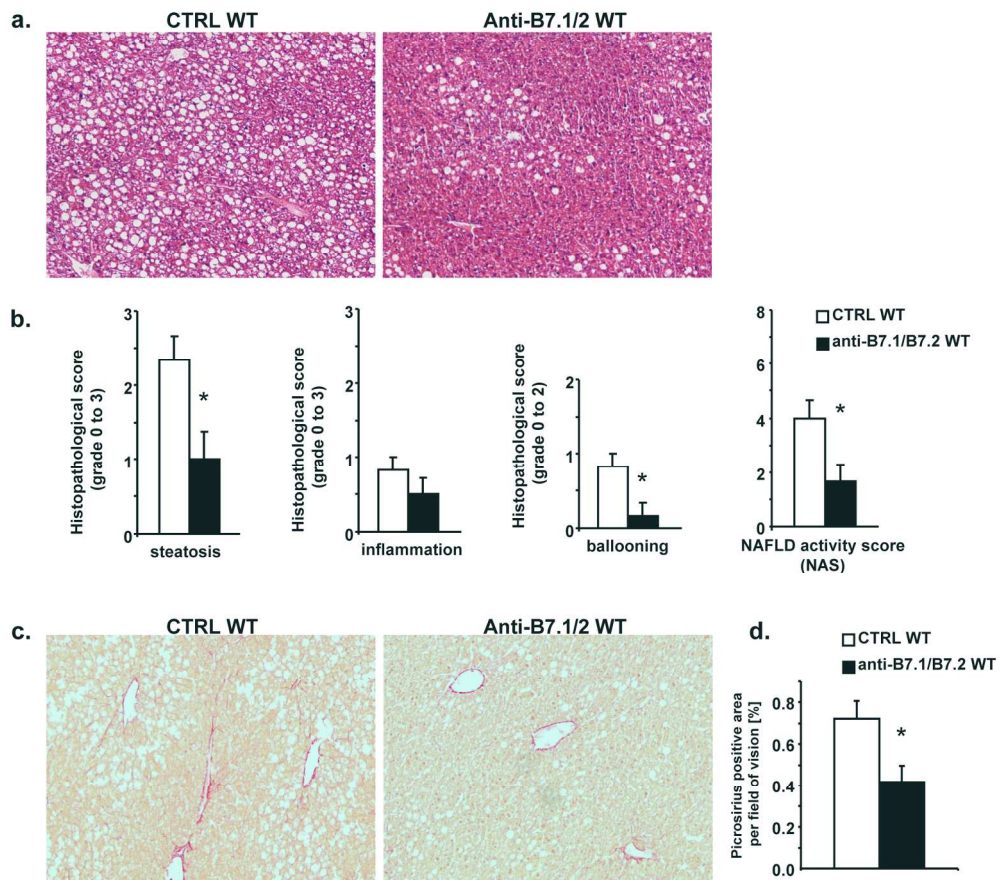 a.
CTRL WT
Anti-B7.1/2 WT
b.
Histopathological score
(grade 0 to 3)
3
2
1
0
steatosis
*
Histopathological score
(grade 0 to 3)
3
2
1
0
inflammation
Histopathological score
(grade 0 to 2)
2
1
0
*
ballooning
8
6
4
2
0
CTRL WT
anti-B7.1/B7.2 WT
*
NAFLD activity score
(NAS)
c.
CTRL WT
Anti-B7.1/2 WT
d.
CTRL WT
anti-B7.1/B7.2 WT
Picrosirius positive area
per field of vision [%]
0.8
0.6
0.4
0.2
0.0
*